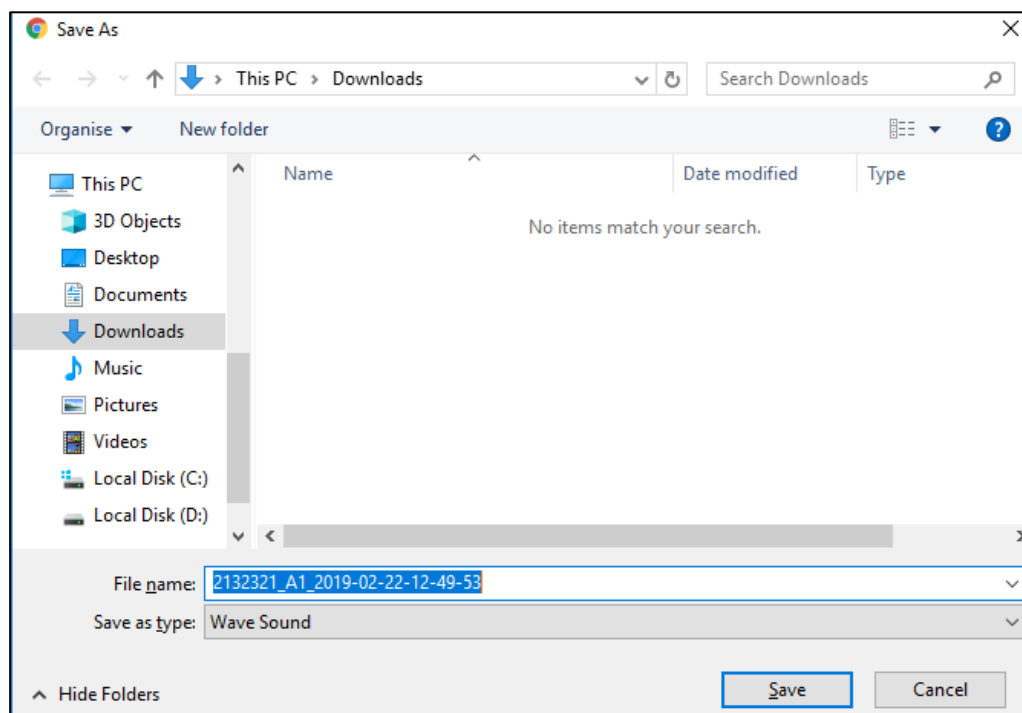 Save As
This PC > Downloads
Search Downloads
Organise
New folder
Name
Date modified
Type
This PC
3D Objects
Desktop
Documents
Downloads
Music
Pictures
Videos
Local Disk (C:)
Local Disk (D:)
No items match your search.
File name: 2132321_A1_2019-02-22-12-49-53
Save as type: Wave Sound
Hide Folders
Save
Cancel